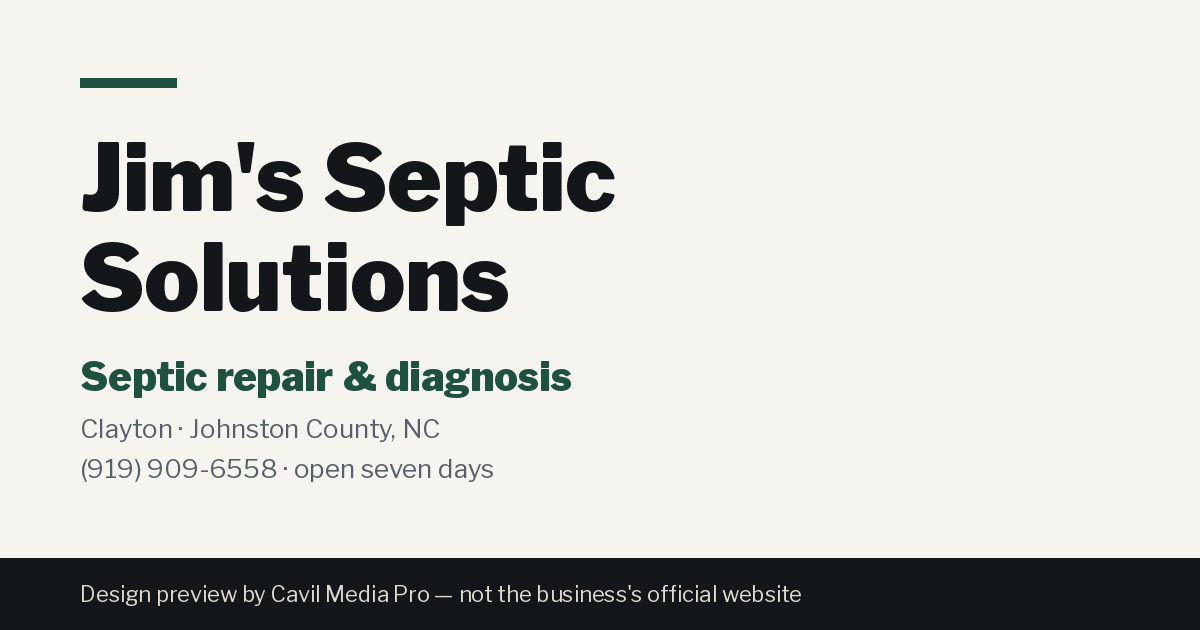 Jim's Septic
Solutions
Septic repair & diagnosis
Clayton · Johnston County, NC
(919) 909-6558 · open seven days
Design preview by Cavil Media Pro — not the business's official website